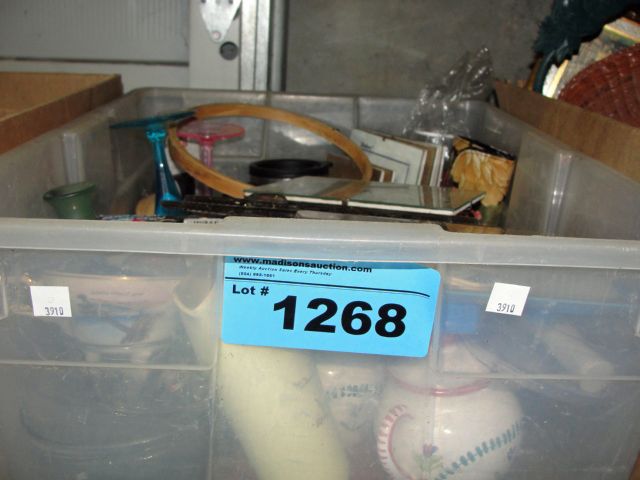 www.madisonsauction.com
Weekly Auction Sales Every Thursday
Lot #
1268
3910
3910